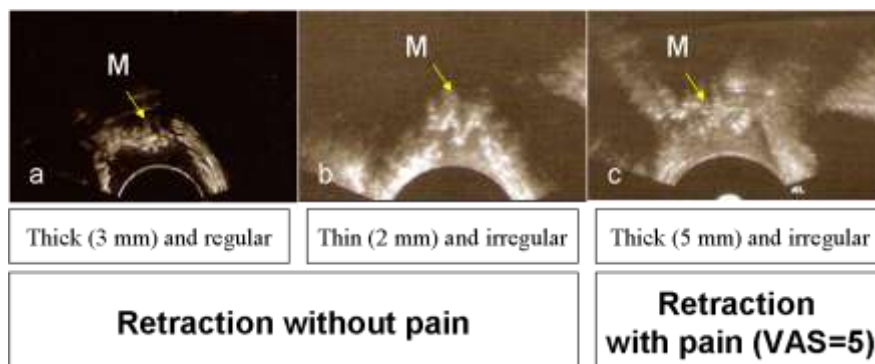 M
M
M
a
b
c
Thick (3 mm) and regular
Thin (2 mm) and irregular
Thick (5 mm) and irregular
Retraction without pain
Retraction
with pain (VAS=5)